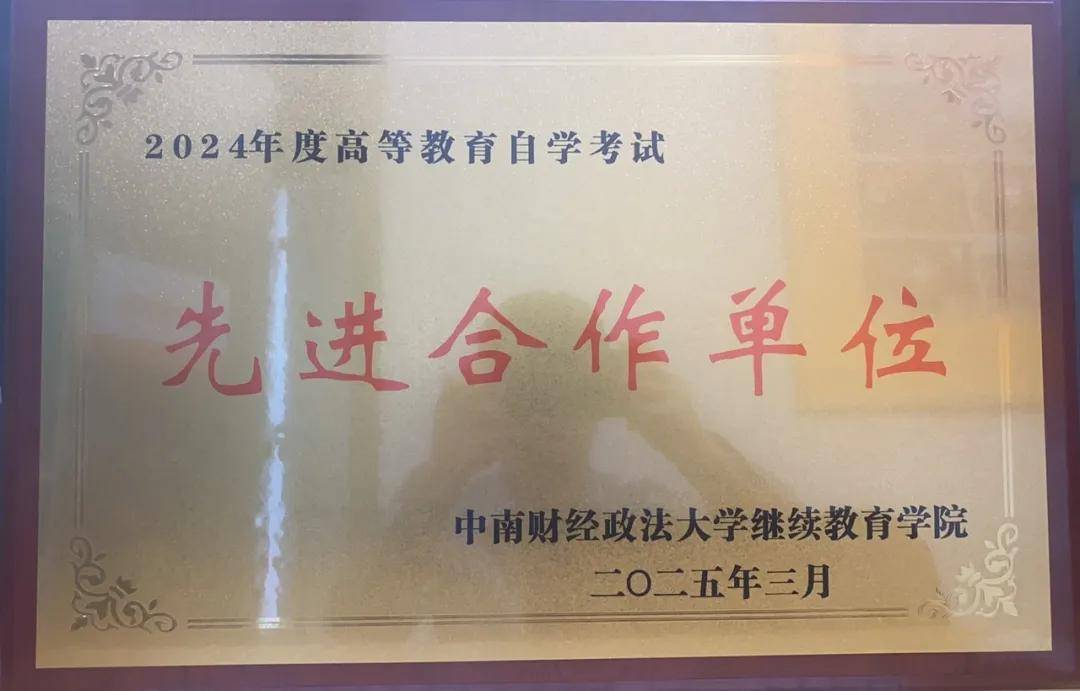 2024年度高等教育自学考试
先进合作单位
中南财经政法大学继续教育学院
二〇二五年三月